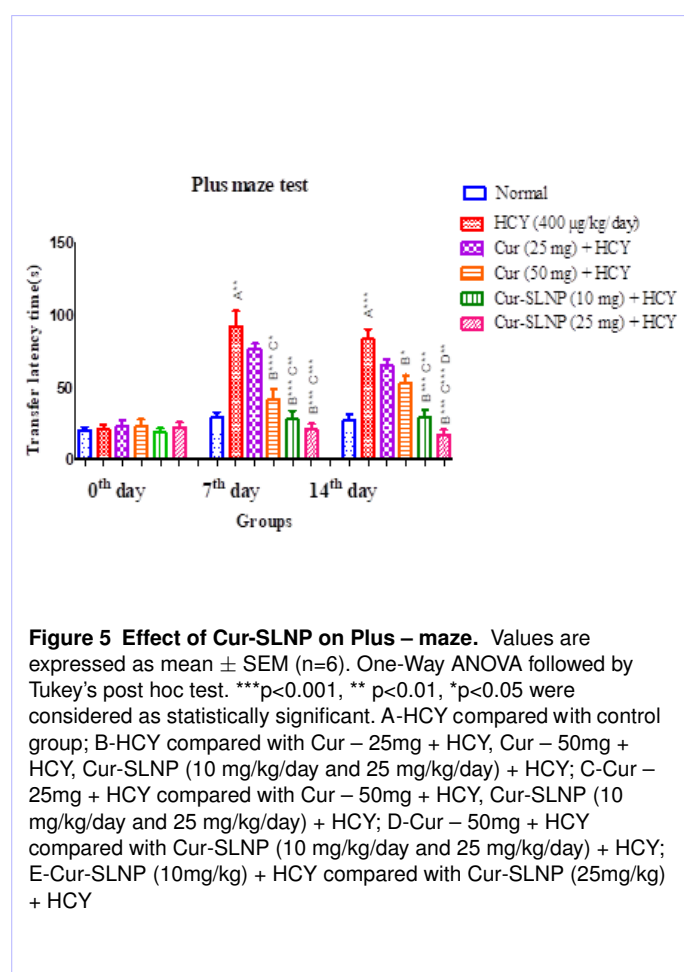 Plus maze test
Normal
HCY (400 µg/kg/day)
Cur (25 mg) + HCY
Cur (50 mg) + HCY
Cur-SLNP (10 mg) + HCY
Cur-SLNP (25 mg) + HCY
Transfer latency time(s)
150
100
50
0
A**
B*** C*
B*** C**
B*** C***
A***
B*
B*** C**
B*** C*** D**
0th day
7th day
14th day
Groups
Figure 5 Effect of Cur-SLNP on Plus – maze. Values are
expressed as mean ± SEM (n=6). One-Way ANOVA followed by
Tukey's post hoc test. ***p<0.001, ** p<0.01, *p<0.05 were
considered as statistically significant. A-HCY compared with control
group; B-HCY compared with Cur – 25mg + HCY, Cur – 50mg +
HCY, Cur-SLNP (10 mg/kg/day and 25 mg/kg/day) + HCY; C-Cur –
25mg + HCY compared with Cur – 50mg + HCY, Cur-SLNP (10
mg/kg/day and 25 mg/kg/day) + HCY; D-Cur – 50mg + HCY
compared with Cur-SLNP (10 mg/kg/day and 25 mg/kg/day) + HCY;
E-Cur-SLNP (10mg/kg) + HCY compared with Cur-SLNP (25mg/kg)
+ HCY